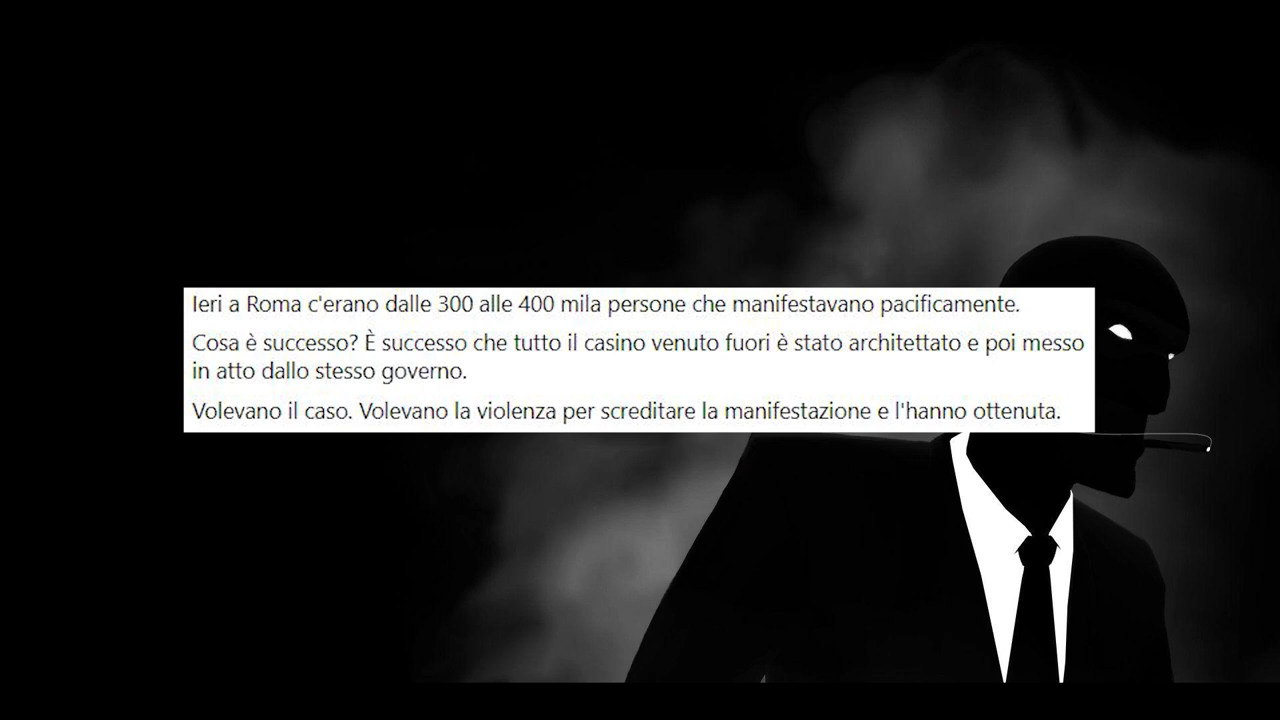 Ieri a Roma c'erano dalle 300 alle 400 mila persone che manifestavano pacificamente.
Cosa è successo? È successo che tutto il casino venuto fuori è stato architettato e poi messo
in atto dallo stesso governo.
Volevano il caso. Volevano la violenza per screditare la manifestazione e l'hanno ottenuta.